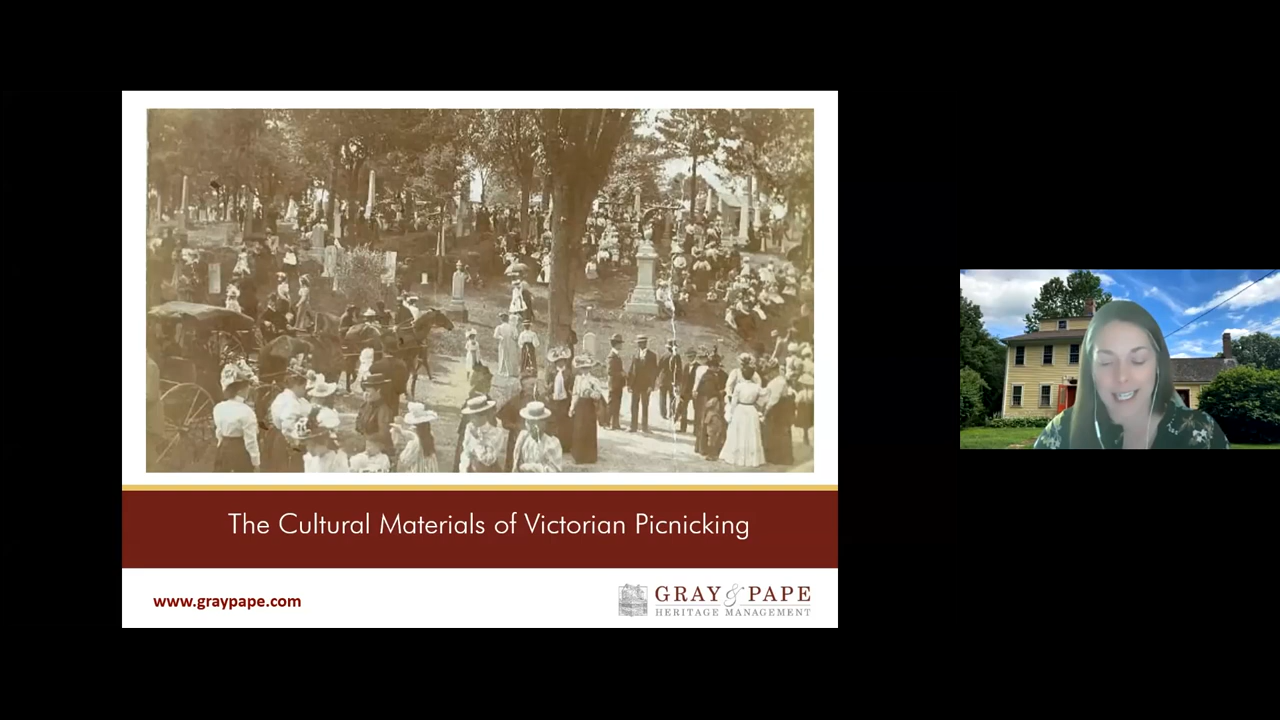 The Cultural Materials of Victorian Picnicking
www.graypape.com
GRAY & PAPE
HERITAGE MANAGEMENT